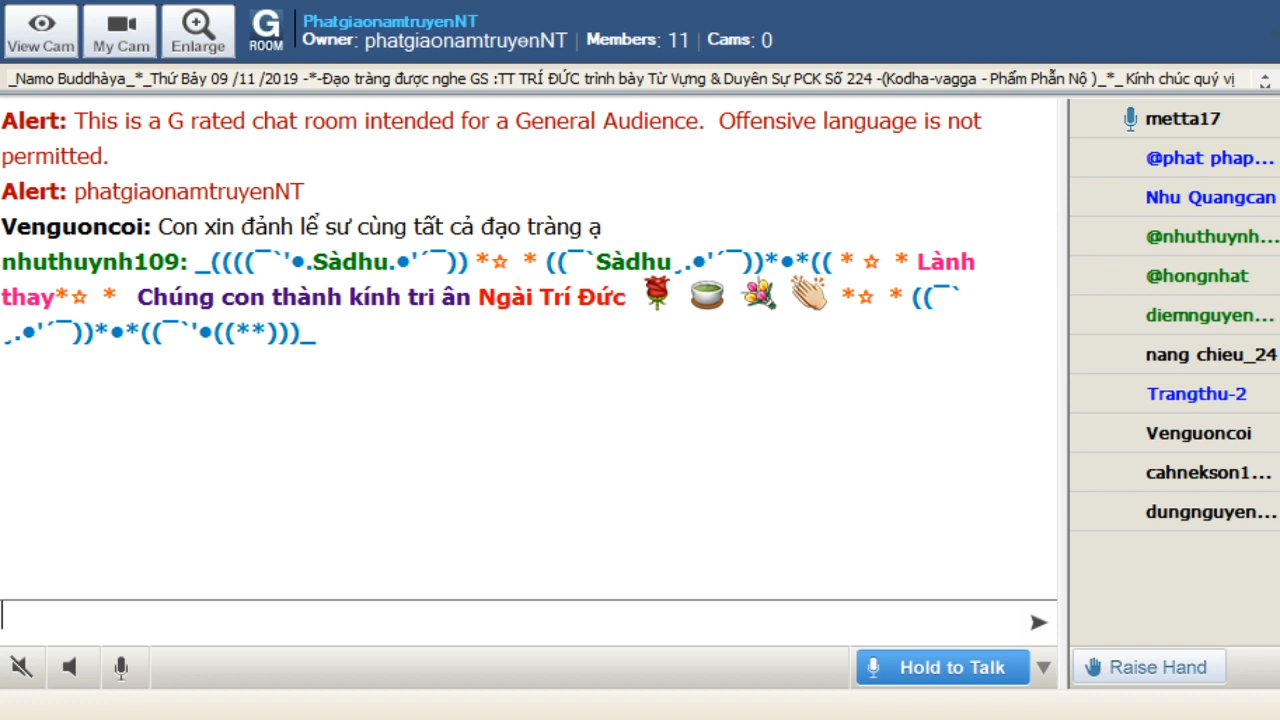 View Cam
My Cam
Enlarge
G
ROOM
PhatgiaonamtruyenNT
Owner: phatgiaonamtruyenNT | Members: 11 | Cams: 0
_Namo Buddhàya_*_Thứ Bảy 09 /11 /2019 -*-Đạo tràng được nghe GS :TT TRÍ ĐỨC trình bày Từ Vựng & Duyên Sự PCK Số 224 -(Kodha-vagga - Phẩm Phẫn Nộ )_*_ Kính chúc quý vị
Alert: This is a G rated chat room intended for a General Audience.  Offensive language is not
permitted.
Alert: phatgiaonamtruyenNT
Venguoncoi: Con xin đảnh lể sư cùng tất cả đạo tràng ạ
nhuthuynh109: _((((¯`'•.Sàdhu.•'´¯)) *☆ * ((¯`Sàdhu¸.•'´¯))*•*(( * ☆ * Lành
thay*☆ * Chúng con thành kính tri ân Ngài Trí Đức 🌹 🍵 💐 👏 *☆ * ((¯`
¸.•'´¯))*•*((¯`'•((**)))_
metta17
@phat phap...
Nhu Quangcan
@nhuthuynh...
@hongnhat
diemnguyen...
nang chieu_24
Trangthu-2
Venguoncoi
cahnekson1...
dungnguyen...
Hold to Talk
Raise Hand